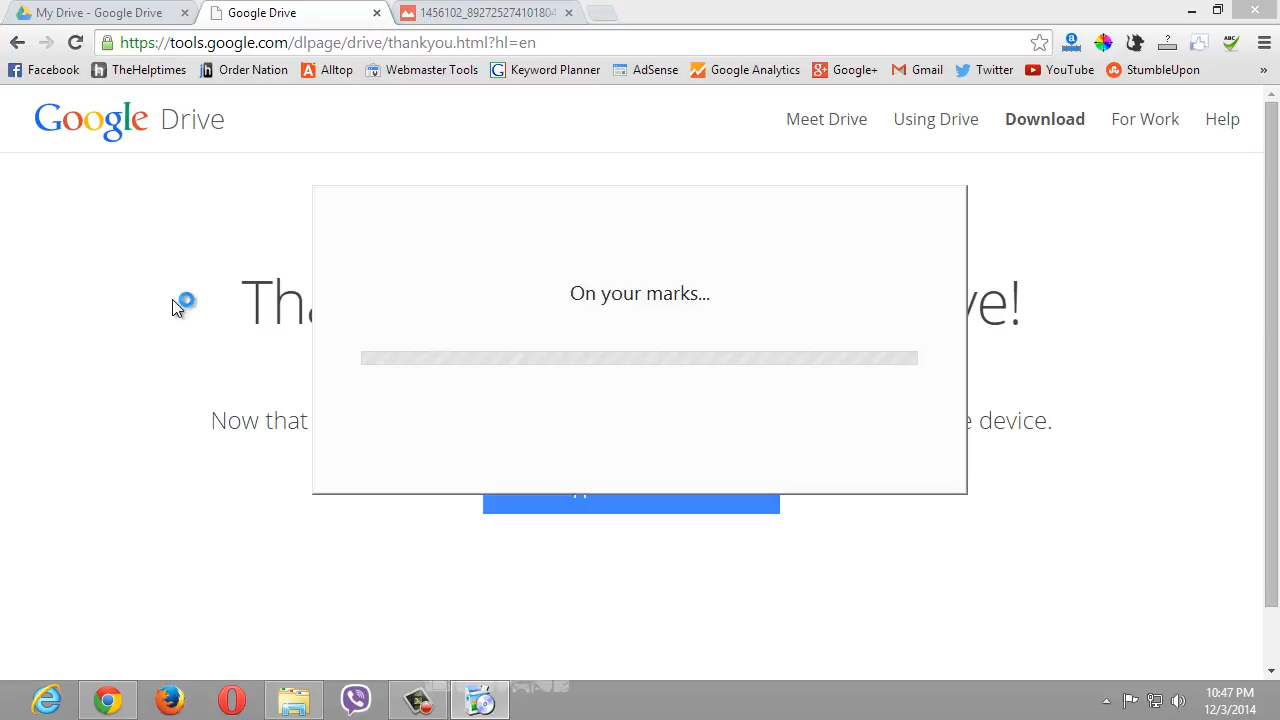 My Drive - Google Drive
Google Drive
1456102_892725274101804
https://tools.google.com/dlpage/drive/thankyou.html?hl=en
Facebook
TheHelptimes
Order Nation
Alltop
Webmaster Tools
Keyword Planner
AdSense
Google Analytics
Google+
Gmail
Twitter
YouTube
StumbleUpon
»
Google Drive
Meet Drive
Using Drive
Download
For Work
Help
On your marks...
ve!
Now that
e device.
10:47 PM
12/3/2014